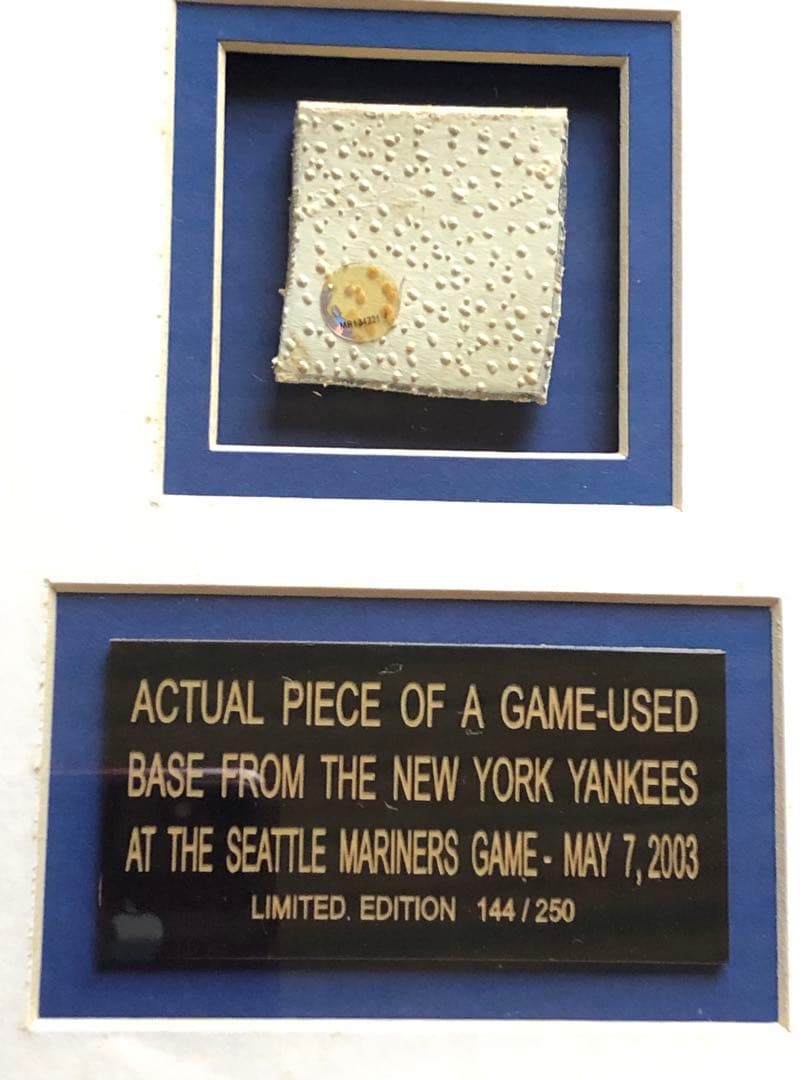 MR134321
ACTUAL PIECE OF A GAME-USED
BASE FROM THE NEW YORK YANKEES
AT THE SEATTLE MARINERS GAME - MAY 7, 2003
LIMITED EDITION 144 / 250